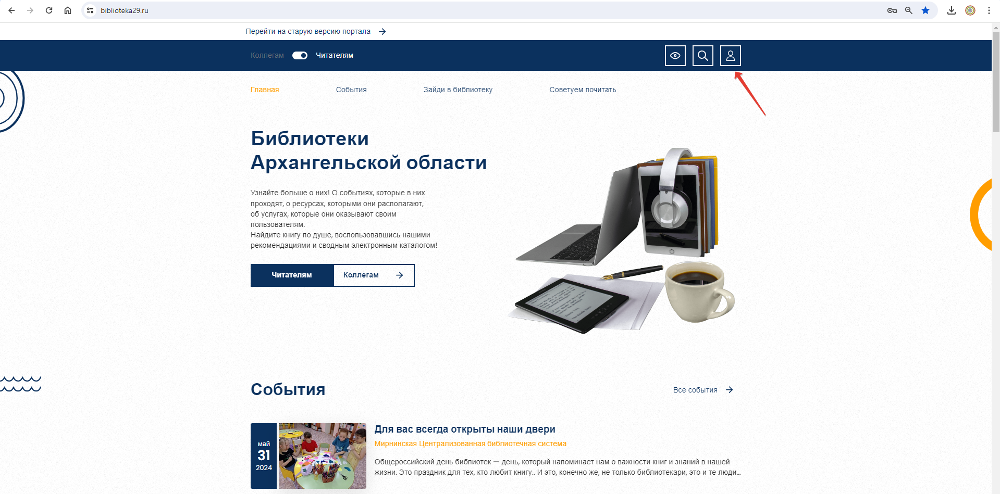 biblioteka29.ru
Перейти на старую версию портала
Коллегам
Читателям
Главная
События
Зайди в библиотеку
Советуем почитать
Библиотеки
Архангельской области
Узнайте больше о них! О событиях, которые в них
проходят, о ресурсах, которыми они располагают,
об услугах, которые они оказывают своим
пользователям.
Найдите книгу по душе, воспользовавшись нашими
рекомендациями и сводным электронным каталогом!
Читателям
Коллегам
События
Все события
май
31
2024
Для вас всегда открыты наши двери
Мирнинская Централизованная библиотечная система
Общероссийский день библиотек — день, который напоминает нам о важности книг и знаний в нашей
жизни. Это праздник для тех, кто любит книгу.. И это, конечно же, не только библиотекари, это и те люди...